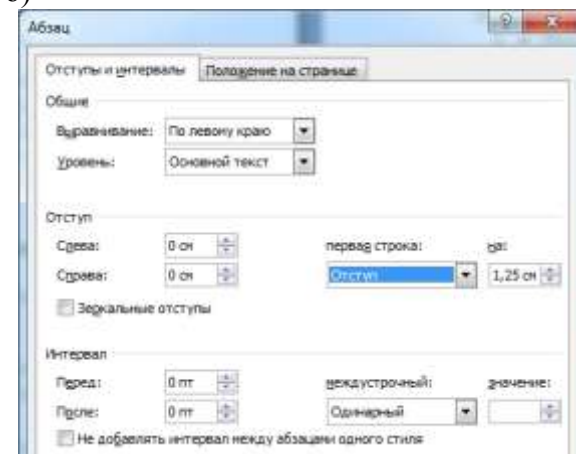 Абзац
Отступы и интервалы Положение на странице
Общие
Выравнивание: По левому краю
Уровень: Основной текст
Отступ
Слева: 0 см первая строка: на:
Справа: 0 см Отступ 1,25 см
Зеркальные отступы
Интервал
Перед: 0 пт междустрочный: значение:
После: 0 пт Одинарный
Не добавлять интервал между абзацами одного стиля